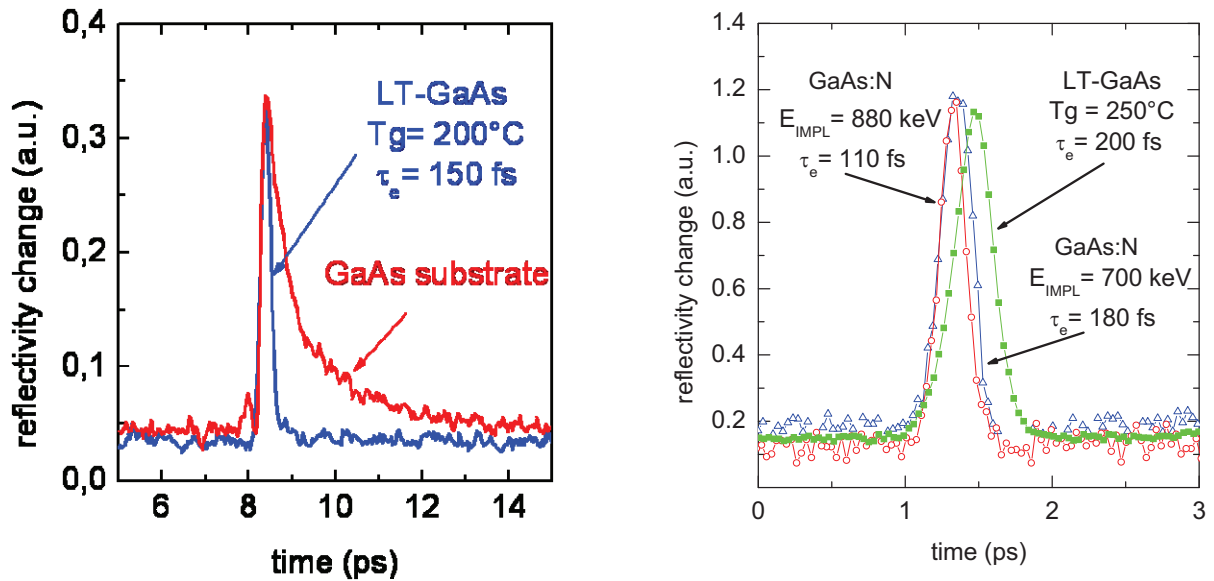 0,4
0,3
0,2
0,1
0,0
reflectivity change (a.u.)
LT-GaAs
Tg= 200°C
τe= 150 fs
GaAs substrate
6 8 10 12 14
time (ps)
1.4
1.2
1.0
0.8
0.6
0.4
0.2
reflectivity change (a.u.)
GaAs:N
EIMPL= 880 keV
τe= 110 fs
LT-GaAs
Tg= 250°C
τe= 200 fs
GaAs:N
EIMPL= 700 keV
τe= 180 fs
0 1 2 3
time (ps)